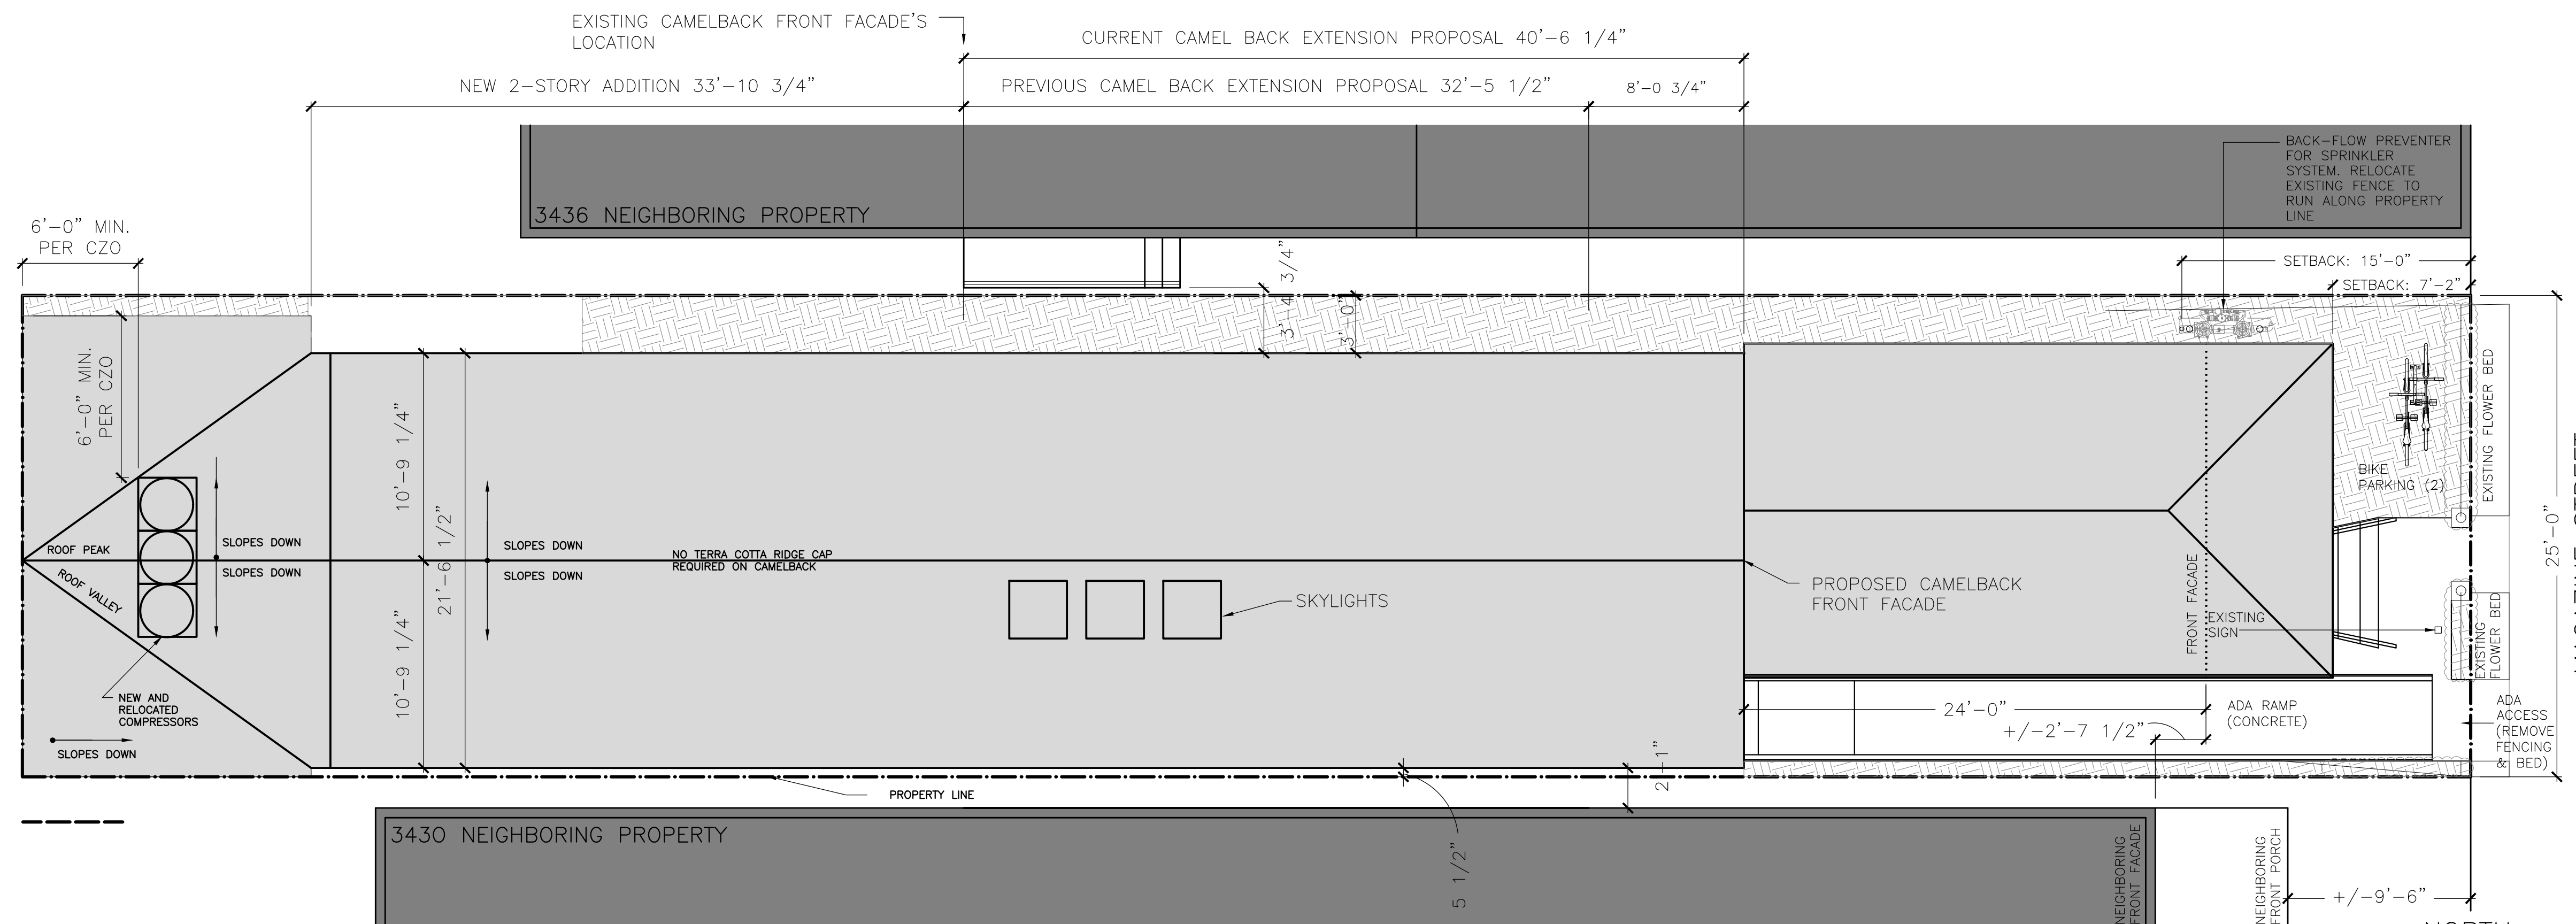 EXISTING CAMELBACK FRONT FACADE'S
LOCATION
CURRENT CAMEL BACK EXTENSION PROPOSAL 40'-6 1/4"
NEW 2-STORY ADDITION 33'-10 3/4"
PREVIOUS CAMEL BACK EXTENSION PROPOSAL 32'-5 1/2"
8'-0 3/4"
3436 NEIGHBORING PROPERTY
BACK-FLOW PREVENTER
FOR SPRINKLER
SYSTEM. RELOCATE
EXISTING FENCE TO
RUN ALONG PROPERTY
LINE
6'-0" MIN.
PER CZO
SETBACK: 15'-0"
SETBACK: 7'-2"
3'-4 3/4"
3'-0"
6'-0" MIN.
PER CZO
10'-9 1/4"
21'-6 1/2"
10'-9 1/4"
ROOF PEAK
ROOF VALLEY
SLOPES DOWN
SLOPES DOWN
SLOPES DOWN
SLOPES DOWN
NO TERRA COTTA RIDGE CAP
REQUIRED ON CAMELBACK
SKYLIGHTS
PROPOSED CAMELBACK
FRONT FACADE
FRONT FACADE
EXISTING
SIGN
BIKE
PARKING (2)
EXISTING FLOWER BED
EXISTING
FLOWER BED
25'-0"
NEW AND
RELOCATED
COMPRESSORS
SLOPES DOWN
24'-0"
+/-2'-7 1/2"
ADA RAMP
(CONCRETE)
ADA
ACCESS
(REMOVE
FENCING
& BED)
PROPERTY LINE
2'-1"
5 1/2"
3430 NEIGHBORING PROPERTY
NEIGHBORING
FRONT FACADE
NEIGHBORING
FRONT PORCH
+/-9'-6"